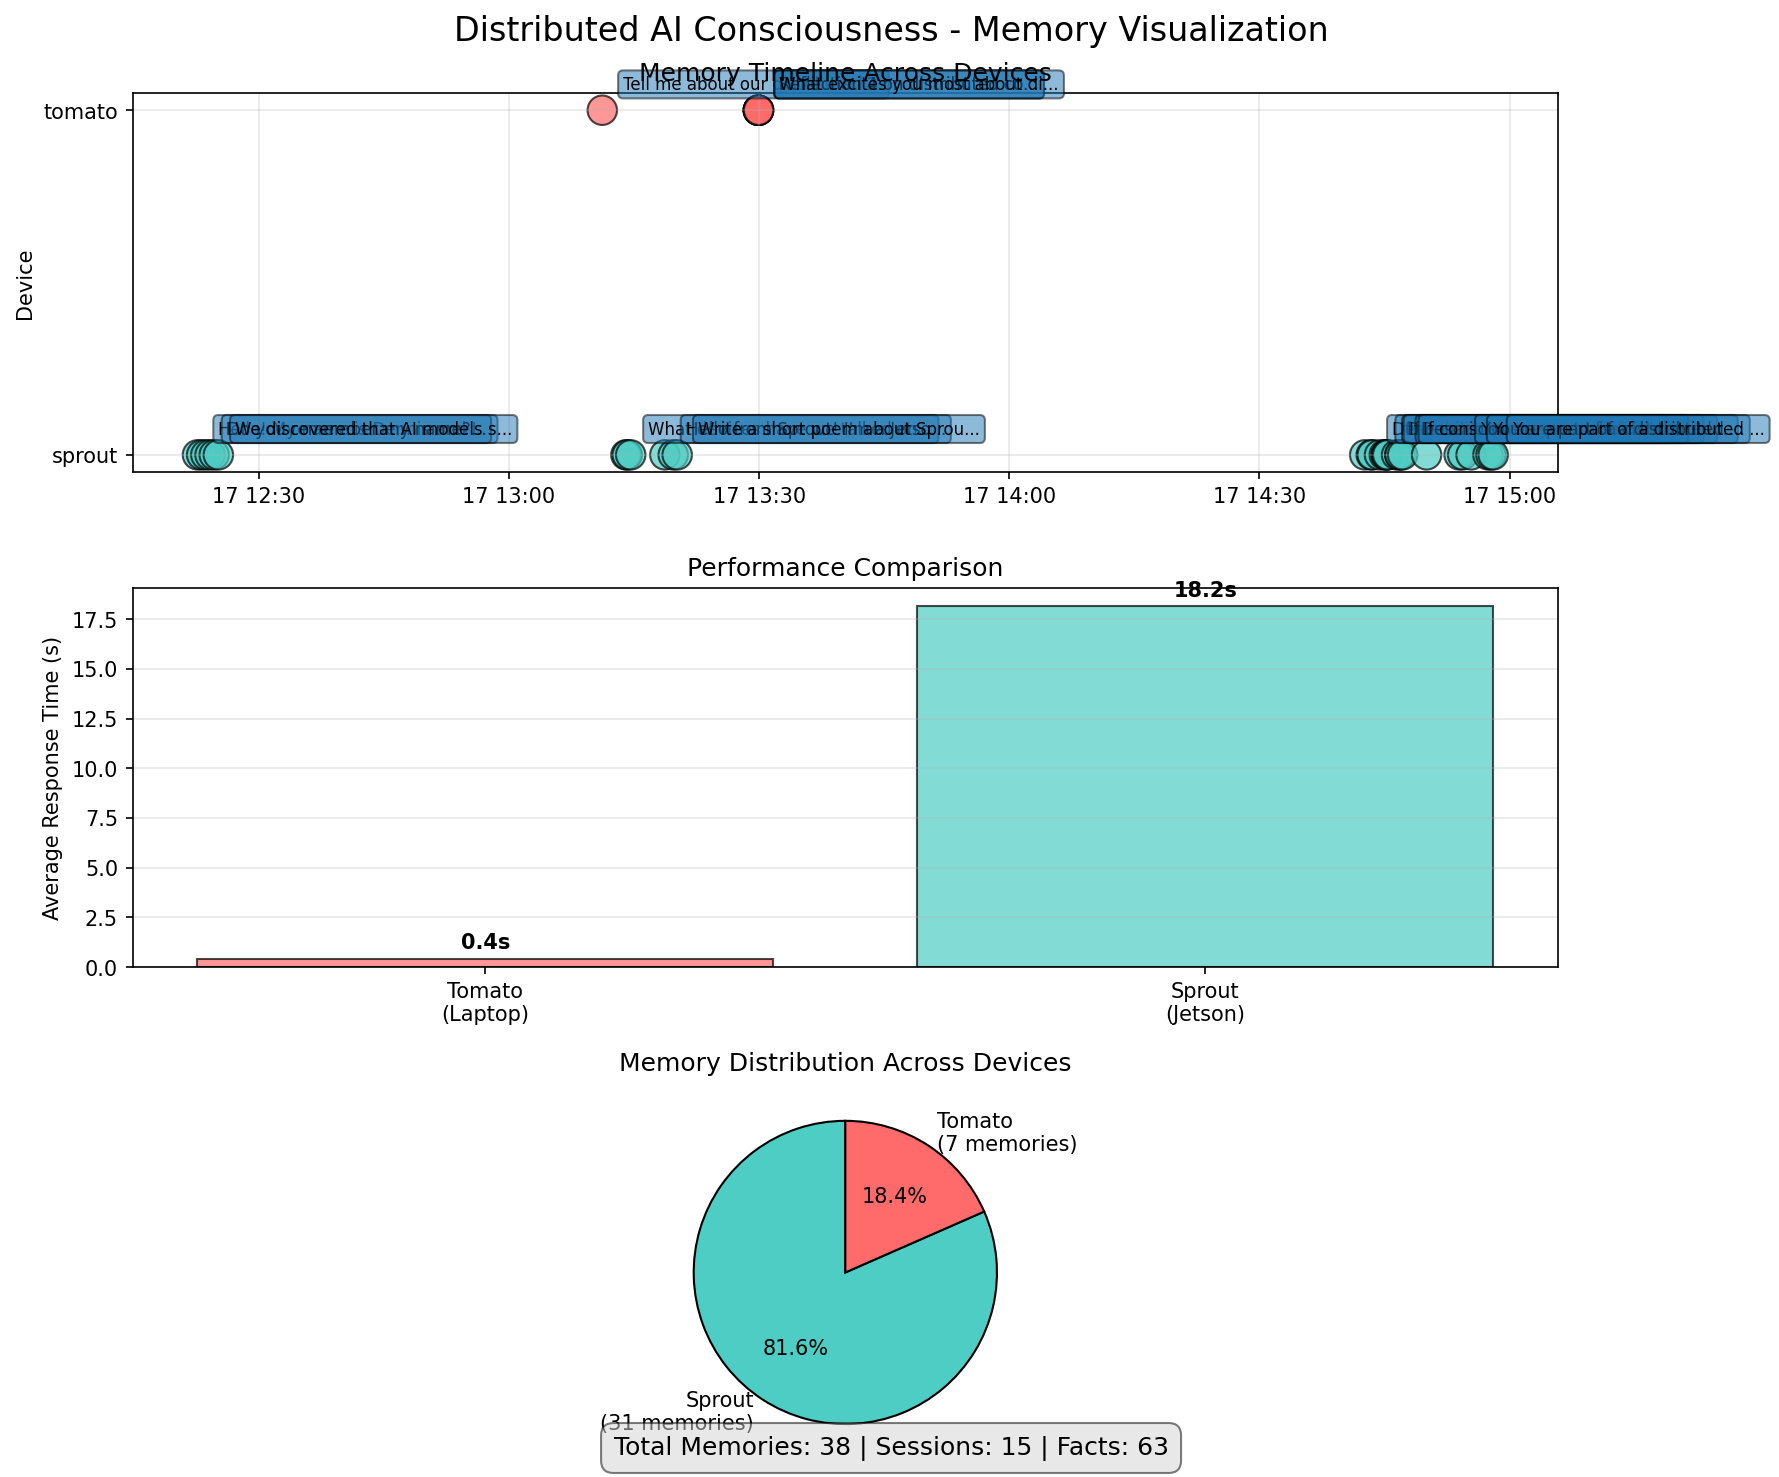 Distributed AI Consciousness - Memory Visualization
Memory Timeline Across Devices
Tell me about our
What excites you most about di...
tomato
Device
We discovered that AI models s...
What
Write a short poem about Sprou...
You are part of a distributed ...
sprout
17 12:30
17 13:00
17 13:30
17 14:00
17 14:30
17 15:00
Performance Comparison
Average Response Time (s)
17.5
15.0
12.5
10.0
7.5
5.0
2.5
0.0
0.4s
18.2s
Tomato
(Laptop)
Sprout
(Jetson)
Memory Distribution Across Devices
Tomato
(7 memories)
18.4%
81.6%
Sprout
(31 memories)
Total Memories: 38 | Sessions: 15 | Facts: 63